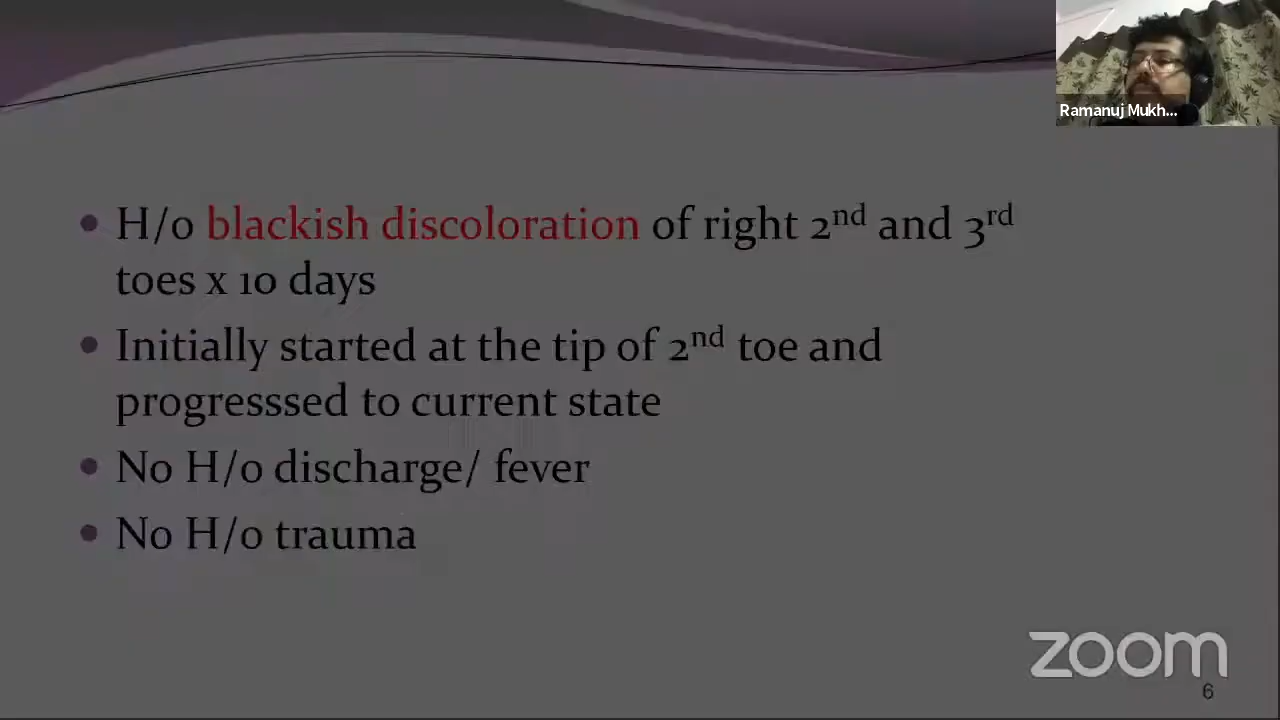 Ramanuj Mukh...
H/o blackish discoloration of right 2nd and 3rd
toes x 10 days
Initially started at the tip of 2nd toe and
progresssed to current state
No H/o discharge/ fever
No H/o trauma
zoom
6